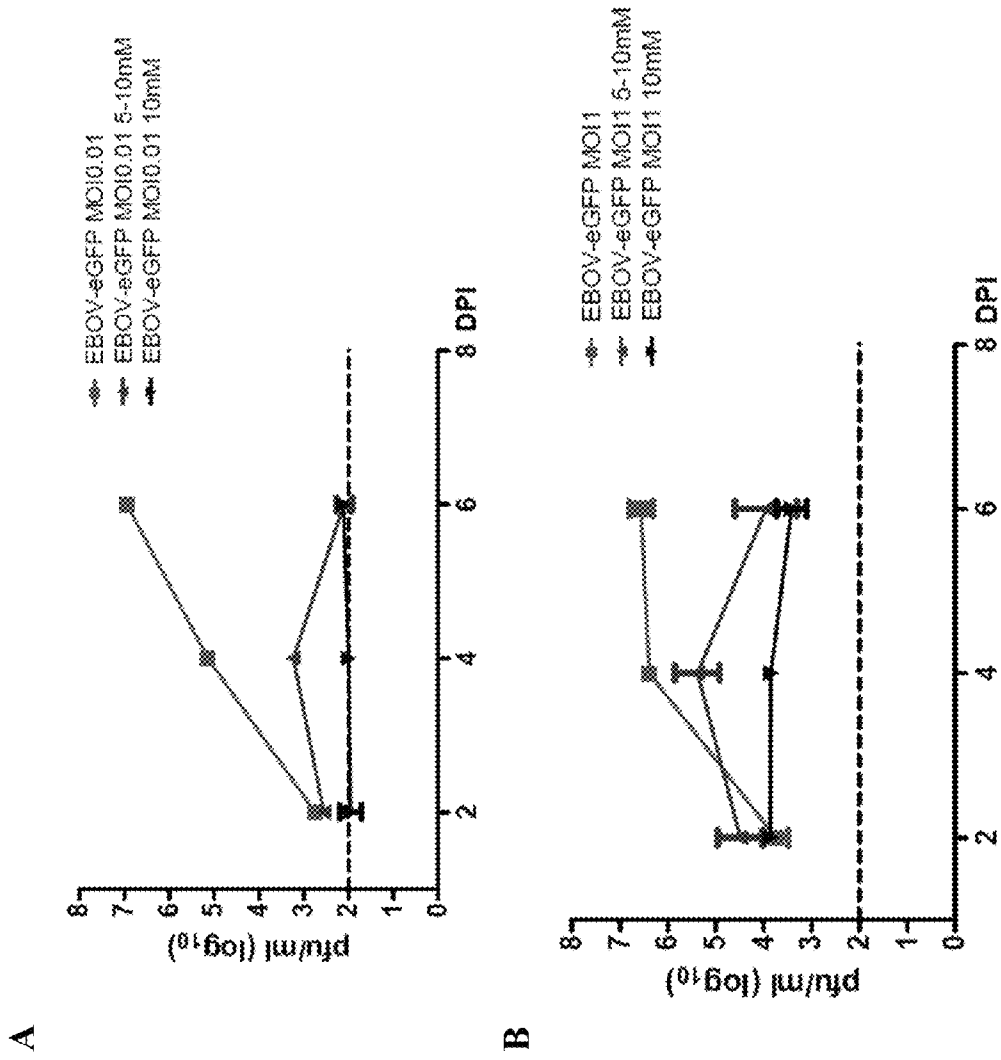 A
EBOV-eGFP MOI0.01
EBOV-eGFP MOI0.01 5-10mM
EBOV-eGFP MOI0.01 10mM
pfu/ml (log10)
8
7
6
5
4
3
2
1
0
2
4
6
8 DPI
B
EBOV-eGFP MOI1
EBOV-eGFP MOI1 5-10mM
EBOV-eGFP MOI1 10mM
pfu/ml (log10)
8
7
6
5
4
3
2
1
0
2
4
6
8 DPI